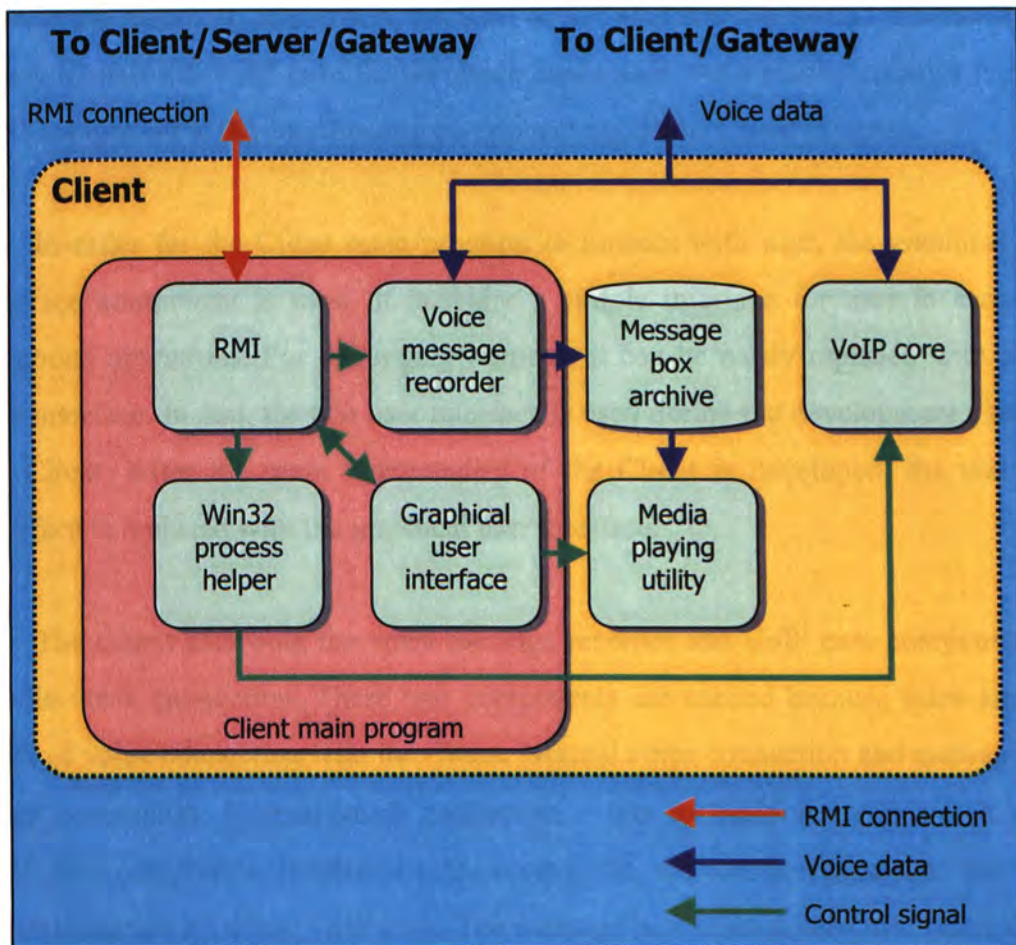 To Client/Server/Gateway
To Client/Gateway
RMI connection
Voice data
Client
RMI
Voice
message
recorder
Message
box
archive
VoIP core
Win32
process
helper
Graphical
user
interface
Media
playing
utility
Client main program
RMI connection
Voice data
Control signal